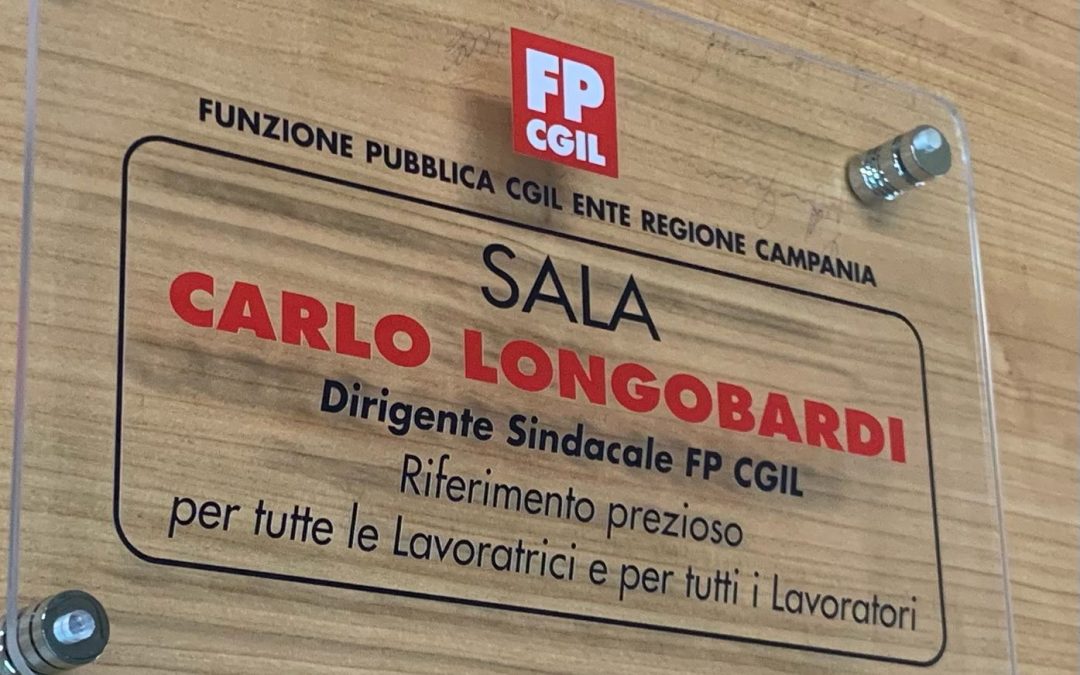 FP
CGIL
FUNZIONE PUBBLICA CGIL ENTE REGIONE CAMPANIA
SALA
CARLO LONGOBARDI
Dirigente Sindacale FP CGIL
Riferimento prezioso
per tutte le Lavoratrici e per tutti i Lavoratori